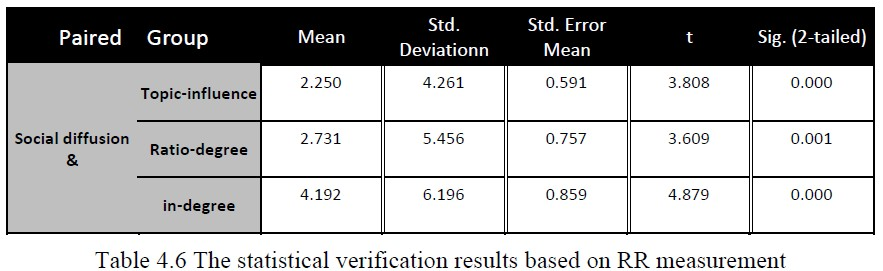 Paired Group Mean Std. Deviationn Std. Error Mean t Sig. (2-tailed)
Social diffusion &
Topic-influence 2.250 4.261 0.591 3.808 0.000
Ratio-degree 2.731 5.456 0.757 3.609 0.001
in-degree 4.192 6.196 0.859 4.879 0.000
Table 4.6 The statistical verification results based on RR measurement